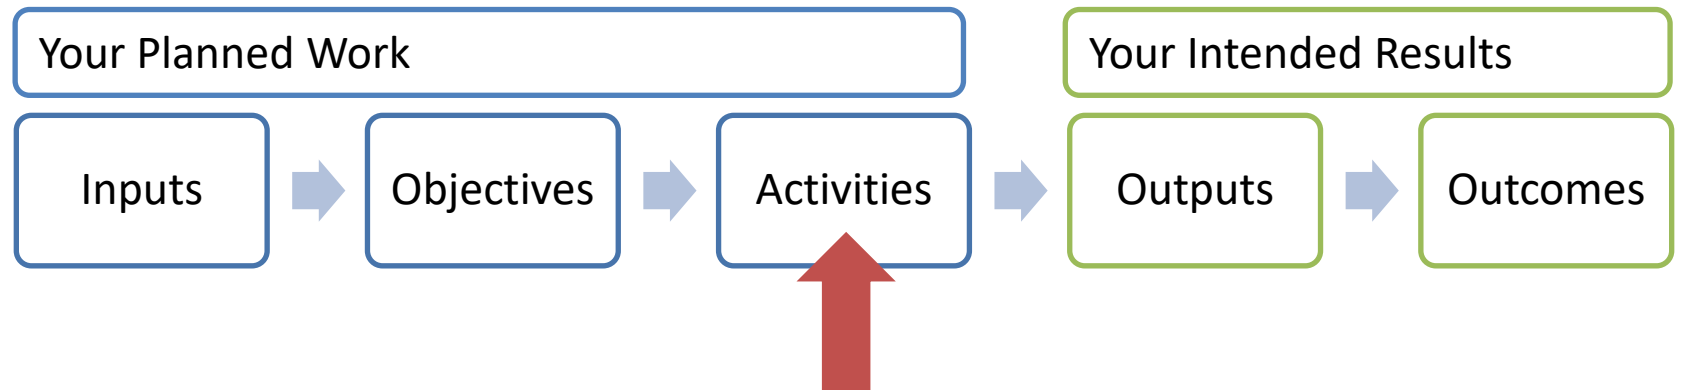 Your Planned Work
Your Intended Results
Inputs
Objectives
Activities
Outputs
Outcomes